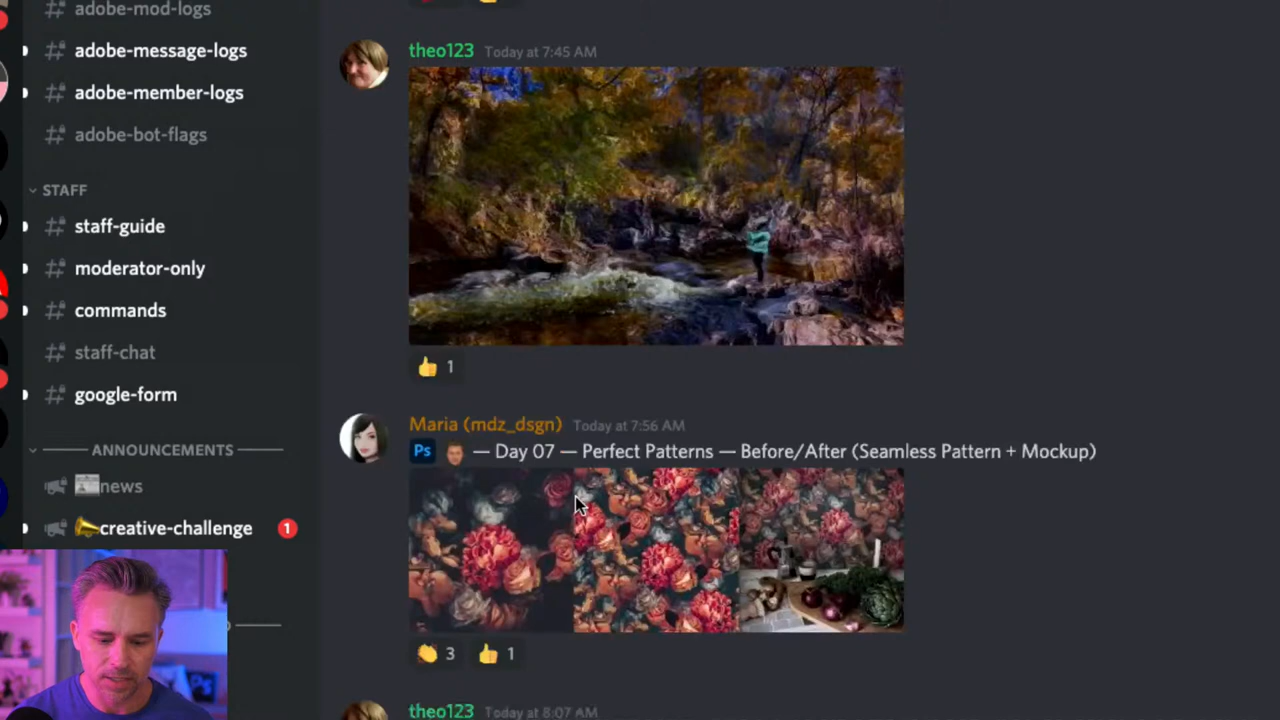 adobe-mod-logs
adobe-message-logs
adobe-member-logs
adobe-bot-flags
STAFF
staff-guide
moderator-only
commands
staff-chat
google-form
ANNOUNCEMENTS
news
creative-challenge 1
theo123 Today at 7:45 AM
👍 1
Maria (mdz_dsgn) Today at 7:56 AM
Ps — Day 07 — Perfect Patterns — Before/After (Seamless Pattern + Mockup)
👏 3 👍 1
theo123 Today at 8:07 AM